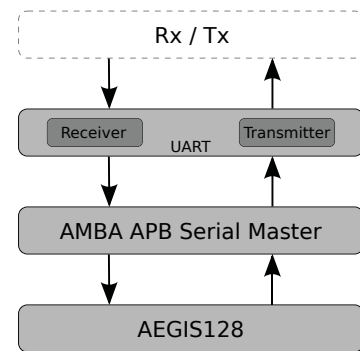 Rx / Tx
Receiver
Transmitter
UART
AMBA APB Serial Master
AEGIS128